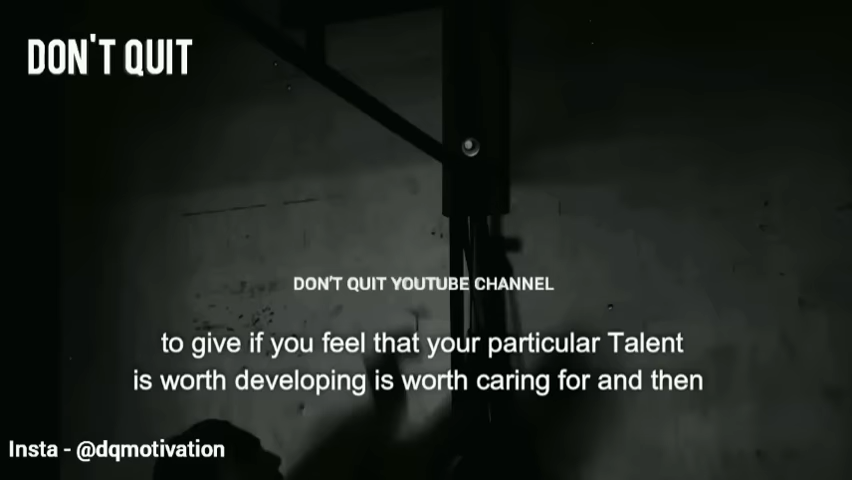 DON'T QUIT
DON'T QUIT YOUTUBE CHANNEL
to give if you feel that your particular Talent
is worth developing is worth caring for and then
Insta - @dqmotivation